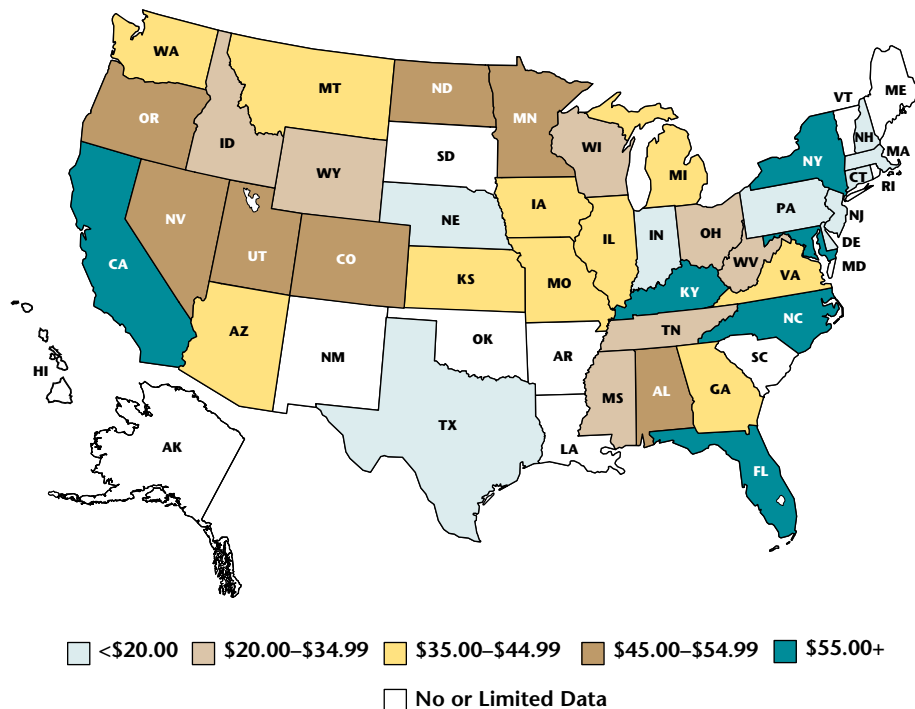 WA
MT
ND
MN
OR
ID
WY
SD
WI
MI
VT
ME
NH
MA
NY
CT
RI
NV
UT
CO
CA
NE
IA
IL
IN
OH
PA
NJ
DE
MD
WV
VA
KS
MO
KY
NC
AZ
NM
OK
AR
TN
SC
MS
AL
GA
TX
LA
FL
HI
AK
<$20.00
$20.00–$34.99
$35.00–$44.99
$45.00–$54.99
$55.00+
No or Limited Data